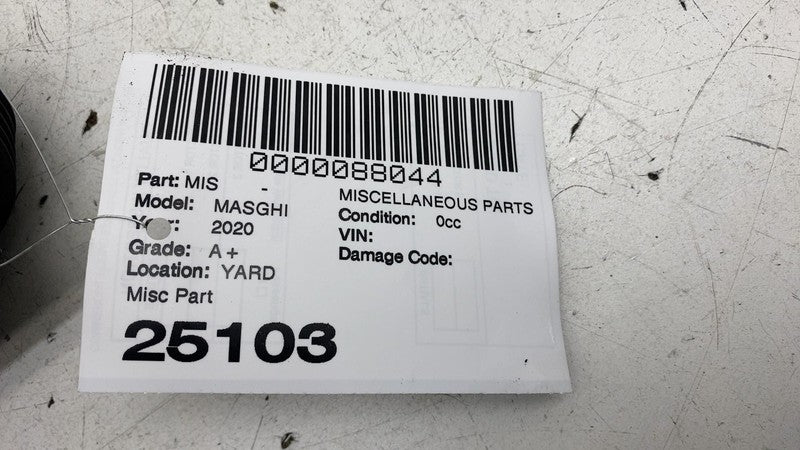 0000088044
Part: MIS - MISCELLANEOUS PARTS
Model: MASGHI Condition: 0cc
2020 VIN:
Grade: A+ Damage Code:
Location: YARD
Misc Part
25103